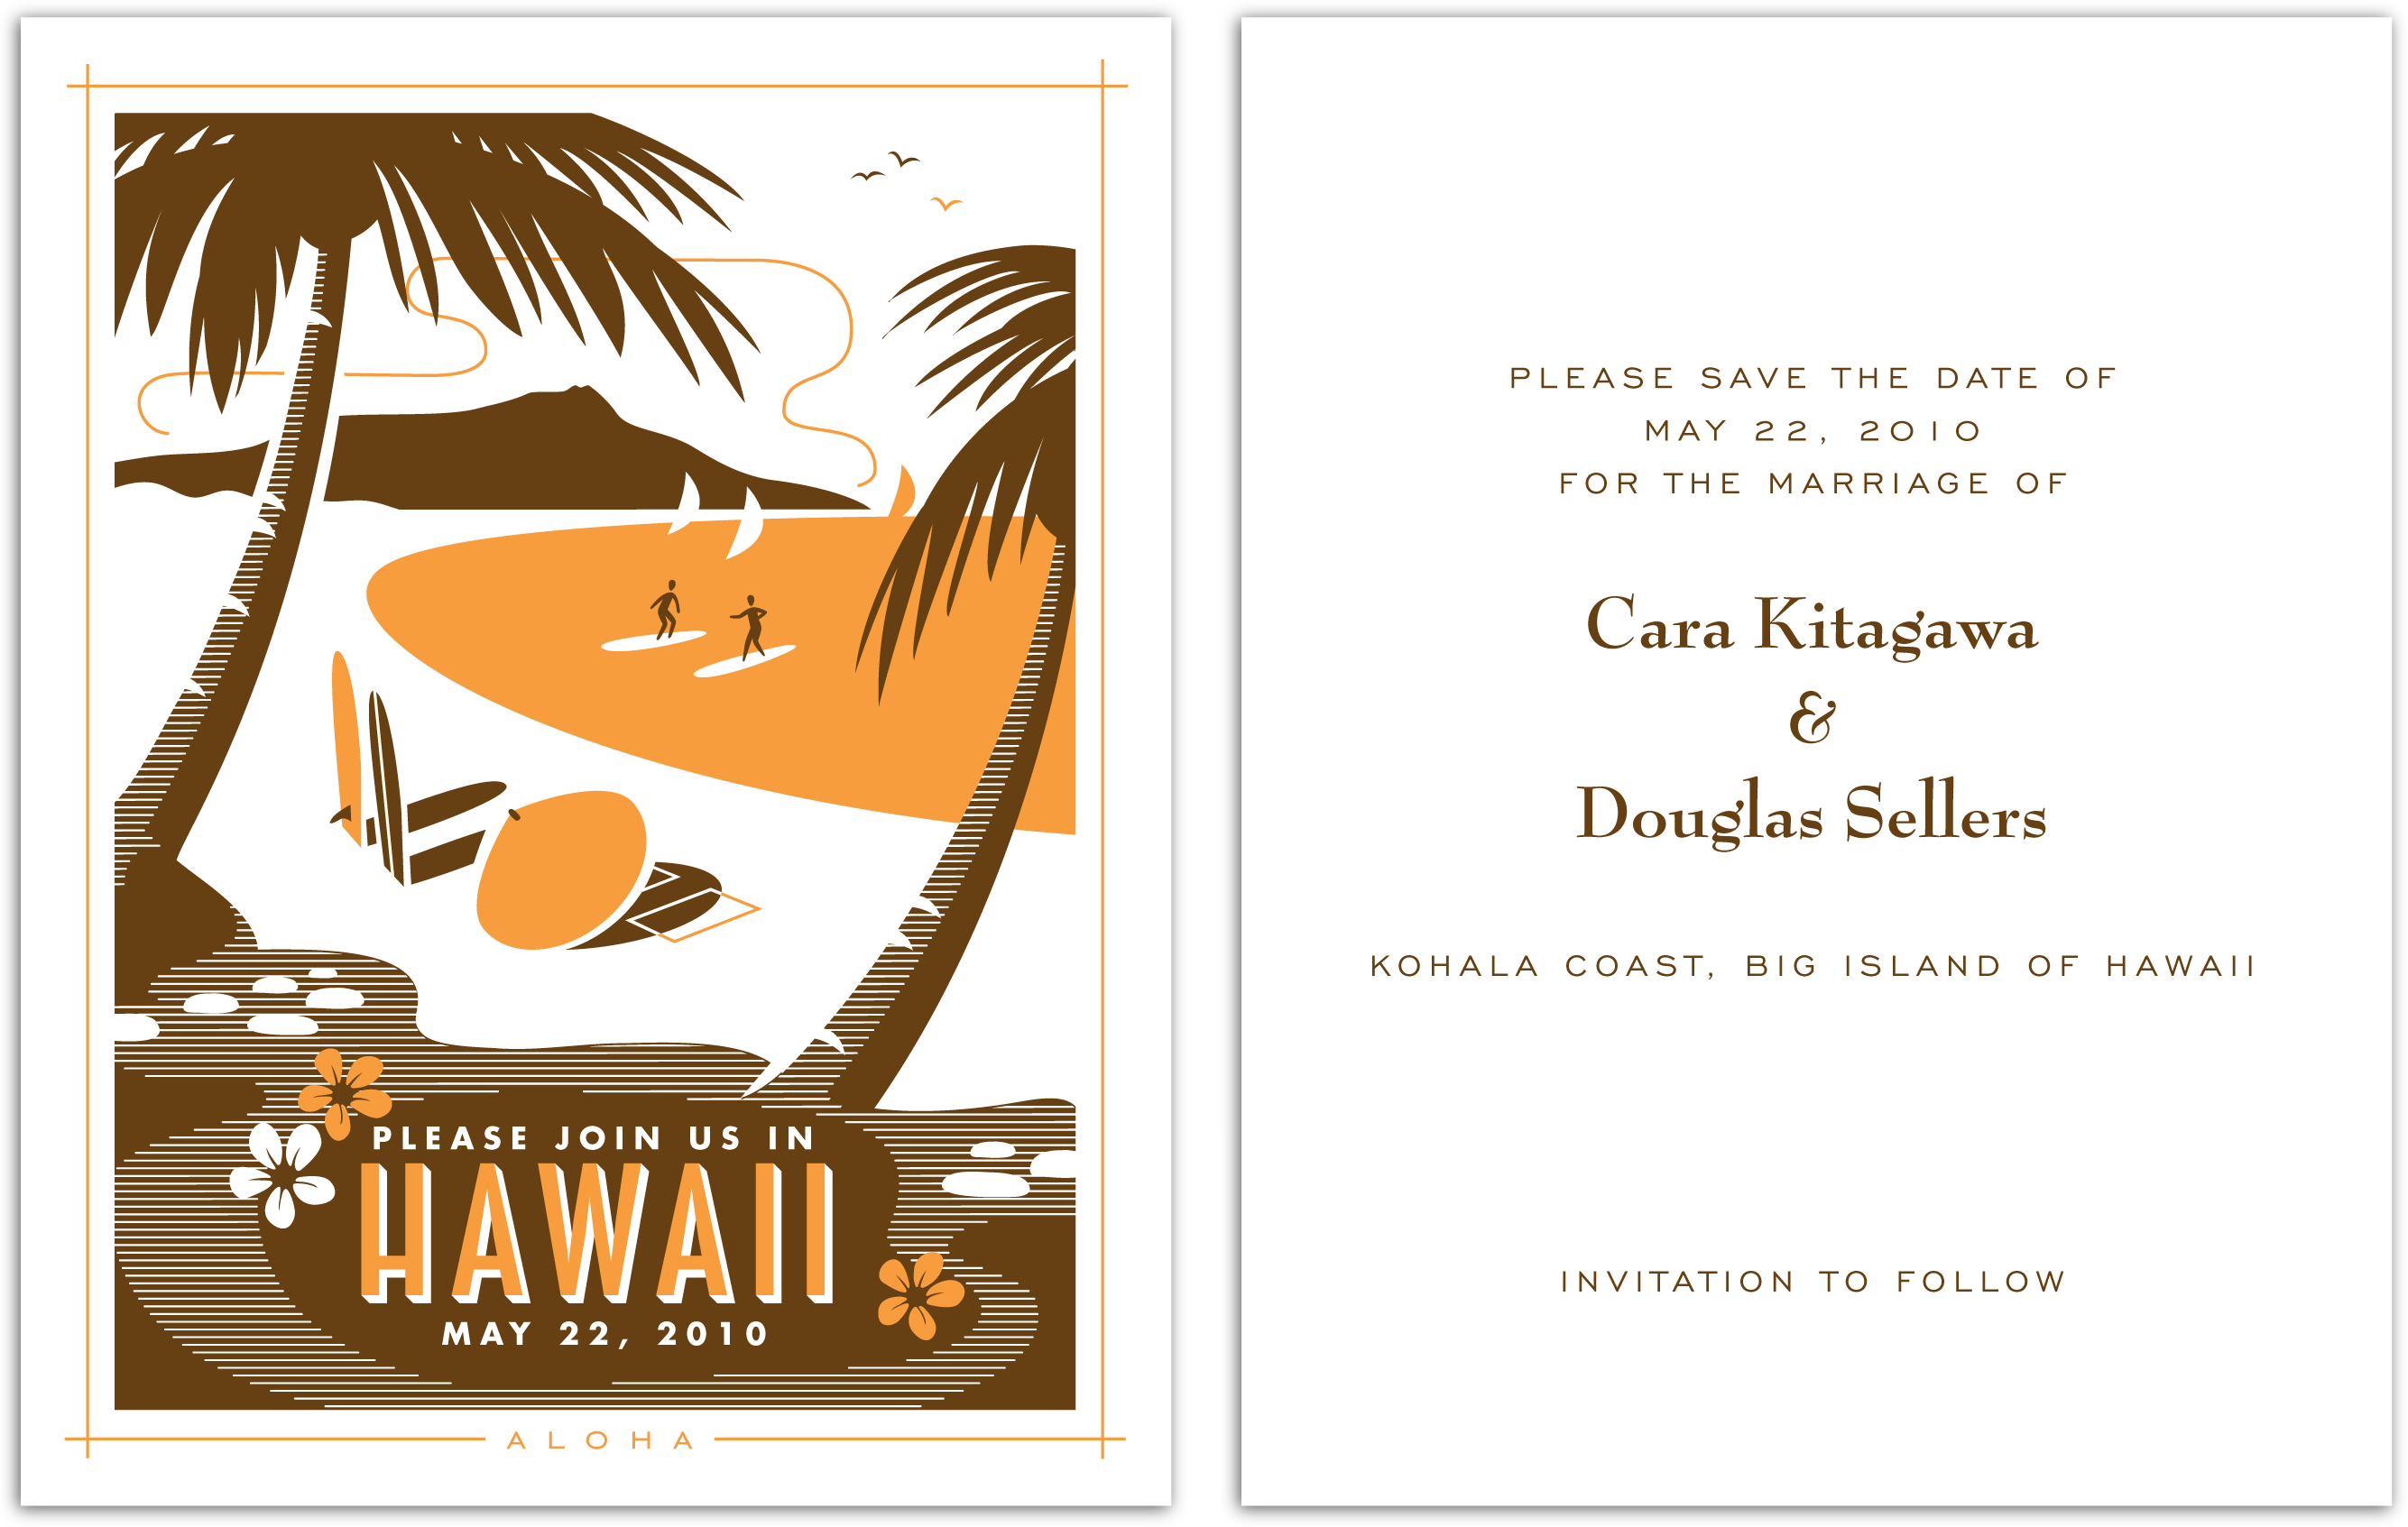 PLEASE JOIN US IN
HAWAII
MAY 22, 2010
ALOHA
PLEASE SAVE THE DATE OF
MAY 22, 2010
FOR THE MARRIAGE OF
Cara Kitagawa
&
Douglas Sellers
KOHALA COAST, BIG ISLAND OF HAWAII
INVITATION TO FOLLOW